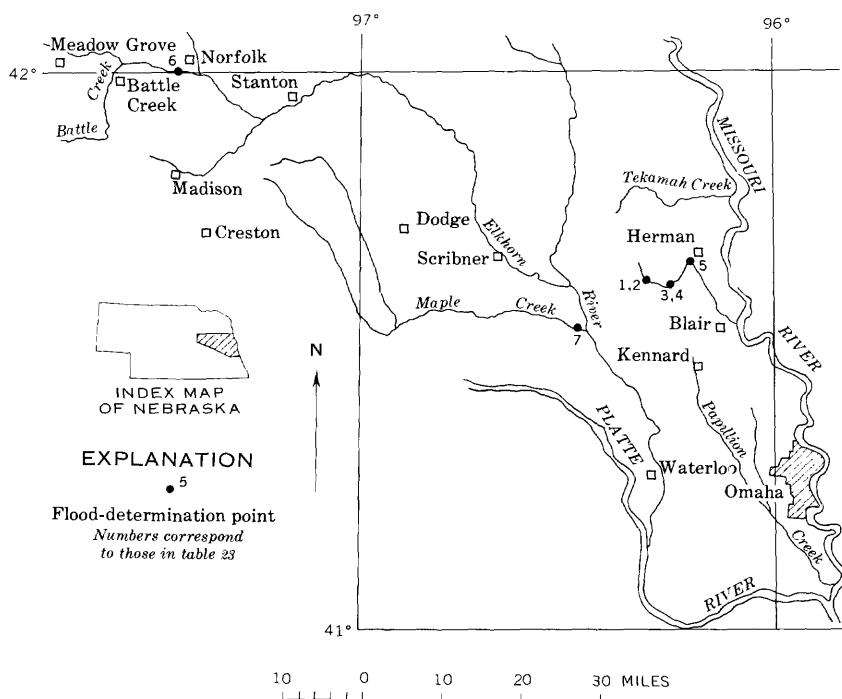 97°
96°
Meadow Grove
6
Norfolk
42°
Battle
Creek
Stanton
Creek
Battle
MISSOURI
Madison
Tekamah Creek
Creston
Dodge
Elkhorn
Scribner
Herman
5
1,2
3,4
River
Maple Creek
7
Blair
RIVER
Kennard
N
INDEX MAP
OF NEBRASKA
PLATTE
Papillion
EXPLANATION
5
Waterloo
Omaha
Flood-determination point
Numbers correspond
to those in table 23
Creek
RIVER
41°
10 0 10 20 30 MILES